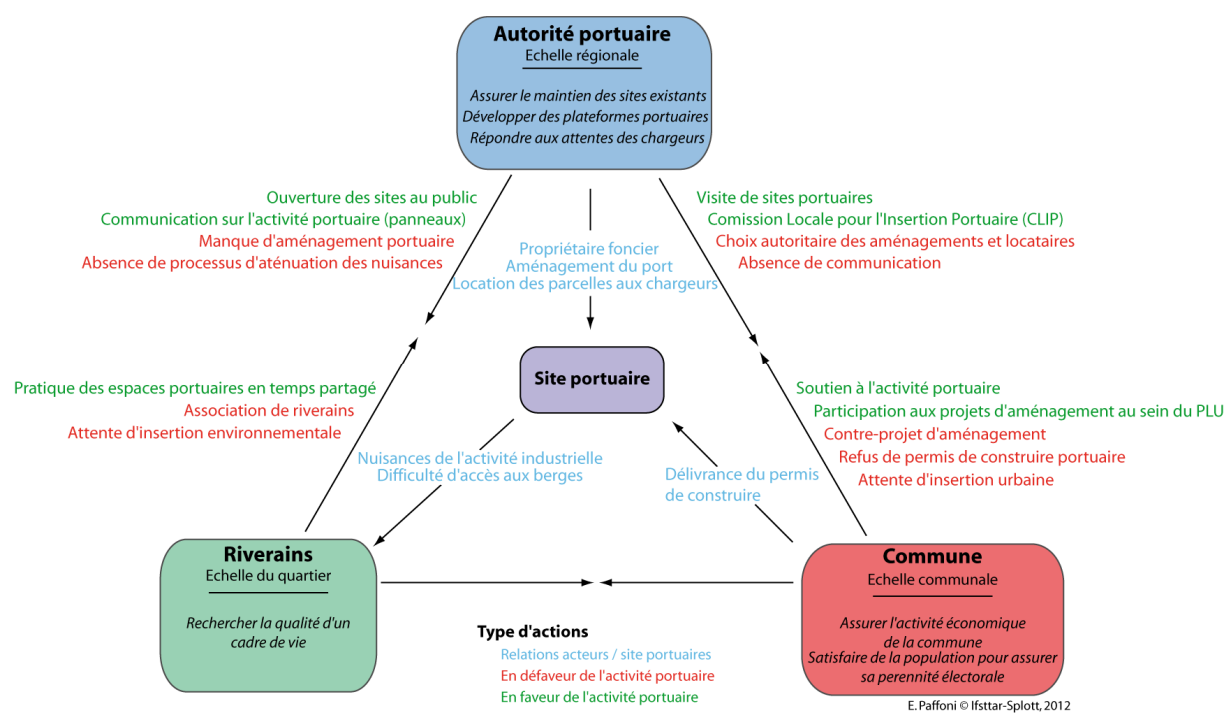 Autorité portuaire
Echelle régionale
Assurer le maintien des sites existants
Développer des plateformes portuaires
Répondre aux attentes des chargeurs
Ouverture des sites au public
Communication sur l'activité portuaire (panneaux)
Manque d'aménagement portuaire
Absence de processus d'aténuation des nuisances
Propriétaire foncier
Aménagement du port
Location des parcelles aux chargeurs
Visite de sites portuaires
Comission Locale pour l'Insertion Portuaire (CLIP)
Choix autoritaire des aménagements et locataires
Absence de communication
Site portuaire
Pratique des espaces portuaires en temps partagé
Association de riverains
Attente d'insertion environnementale
Soutien à l'activité portuaire
Participation aux projets d'aménagement au sein du PLU
Contre-projet d'aménagement
Refus de permis de construire portuaire
Attente d'insertion urbaine
Nuisances de l'activité industrielle
Difficulté d'accès aux berges
Délivrance du permis
de construire
Riverains
Echelle du quartier
Rechercher la qualité d'un
cadre de vie
Commune
Echelle communale
Assurer l'activité économique
de la commune
Satisfaire de la population pour assurer
sa perennité électorale
Type d'actions
Relations acteurs / site portuaires
En défaveur de l'activité portuaire
En faveur de l'activité portuaire
E. Paffoni © Ifsttar-Splott, 2012